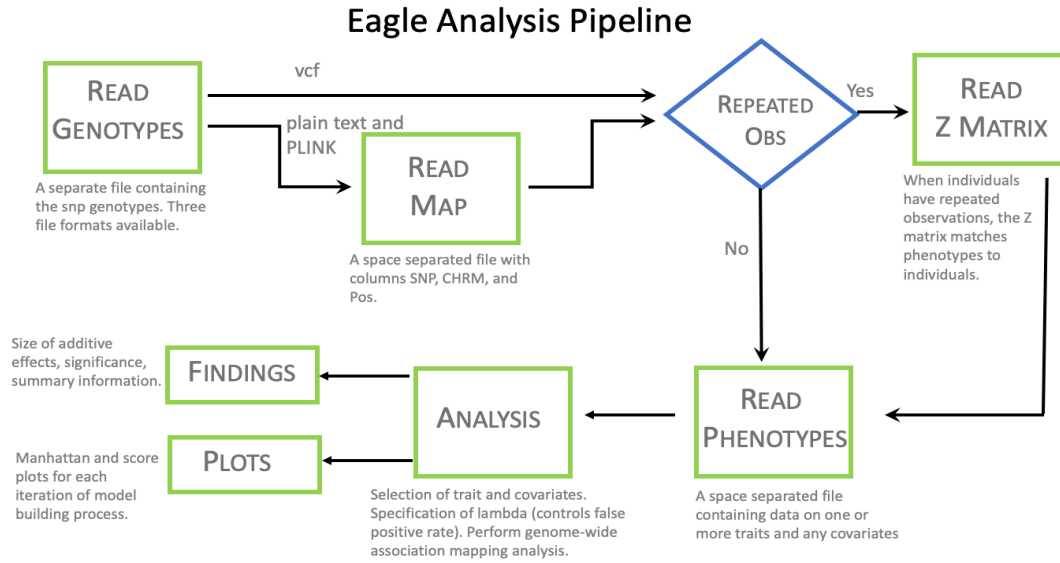 Eagle Analysis Pipeline
READ
GENOTYPES
A separate file containing
the snp genotypes. Three
file formats available.
vcf
plain text and
PLINK
READ
MAP
A space separated file with
columns SNP, CHRM, and
Pos.
REPEATED
OBS
Yes
No
READ
Z MATRIX
When individuals
have repeated
observations, the Z
matrix matches
phenotypes to
individuals.
READ
PHENOTYPES
A space separated file
containing data on one or
more traits and any covariates
ANALYSIS
Selection of trait and covariates.
Specification of lambda (controls false
positive rate). Perform genome-wide
association mapping analysis.
FINDINGS
Size of additive
effects, significance,
summary information.
PLOTS
Manhattan and score
plots for each
iteration of model
building process.